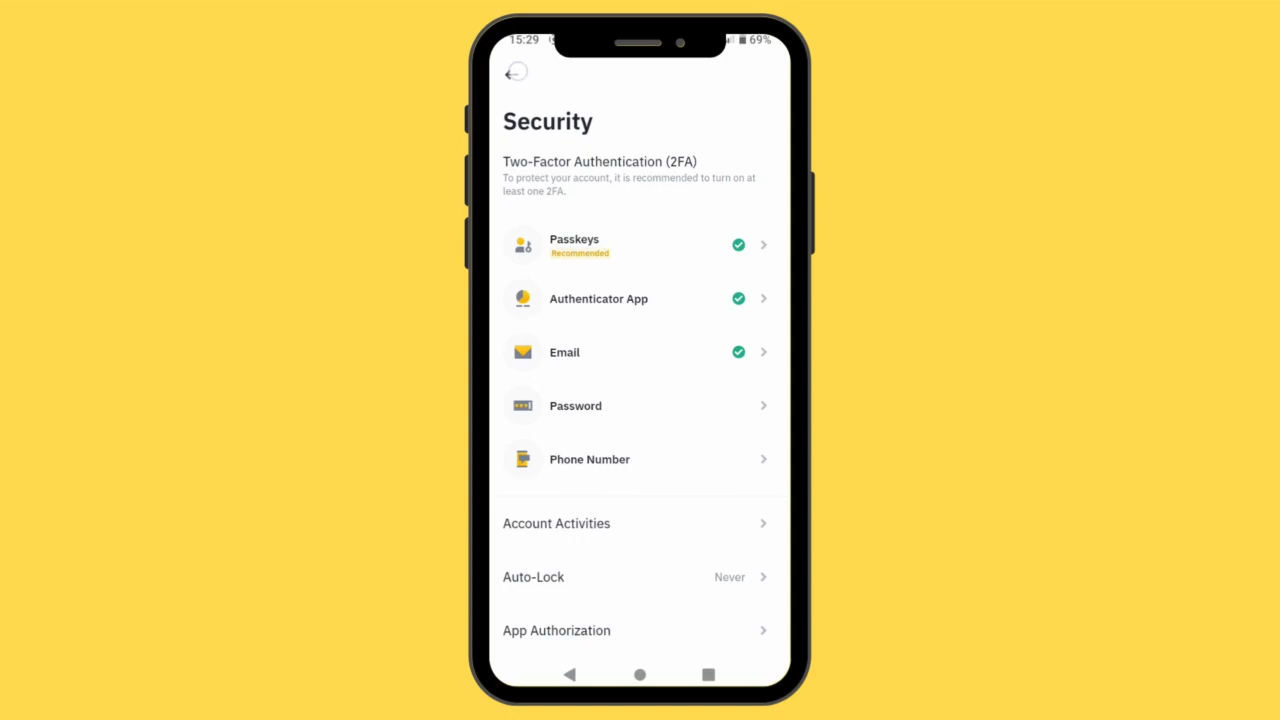 15:29
69%
Security
Two-Factor Authentication (2FA)
To protect your account, it is recommended to turn on at
least one 2FA.
Passkeys
Recommended
Authenticator App
Email
Password
Phone Number
Account Activities
Auto-Lock Never
App Authorization